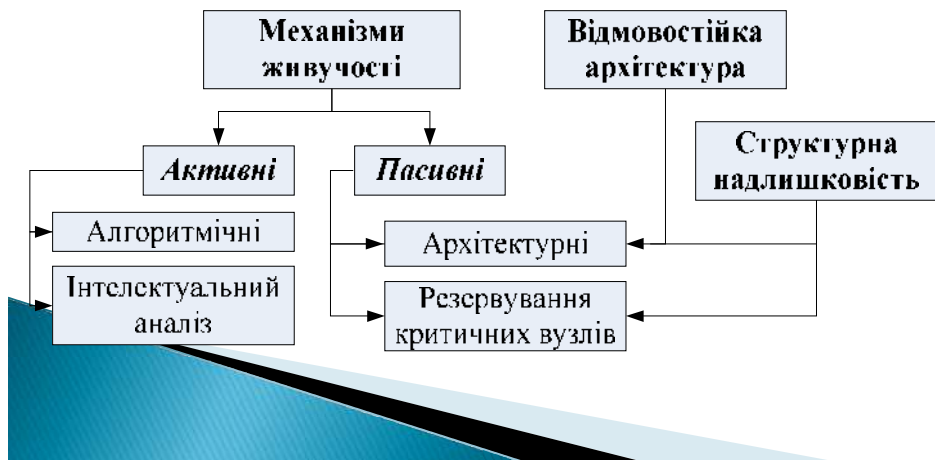 Механізми
живучості
Відмовостійка
архітектура
Структурна
надлишковість
Активні
Пасивні
Алгоритмічні
Архітектурні
Інтелектуальний
аналіз
Резервування
критичних вузлів